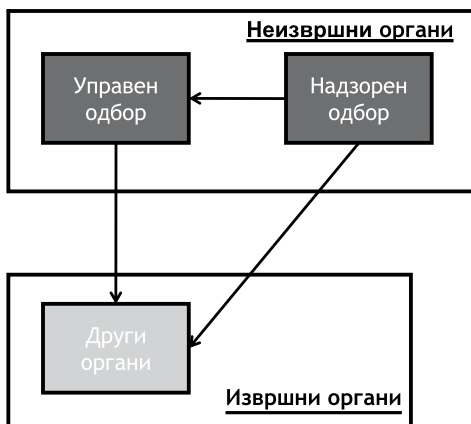 Неизвршни органи
Управен
одбор
Надзорен
одбор
Други
органи
Извршни органи